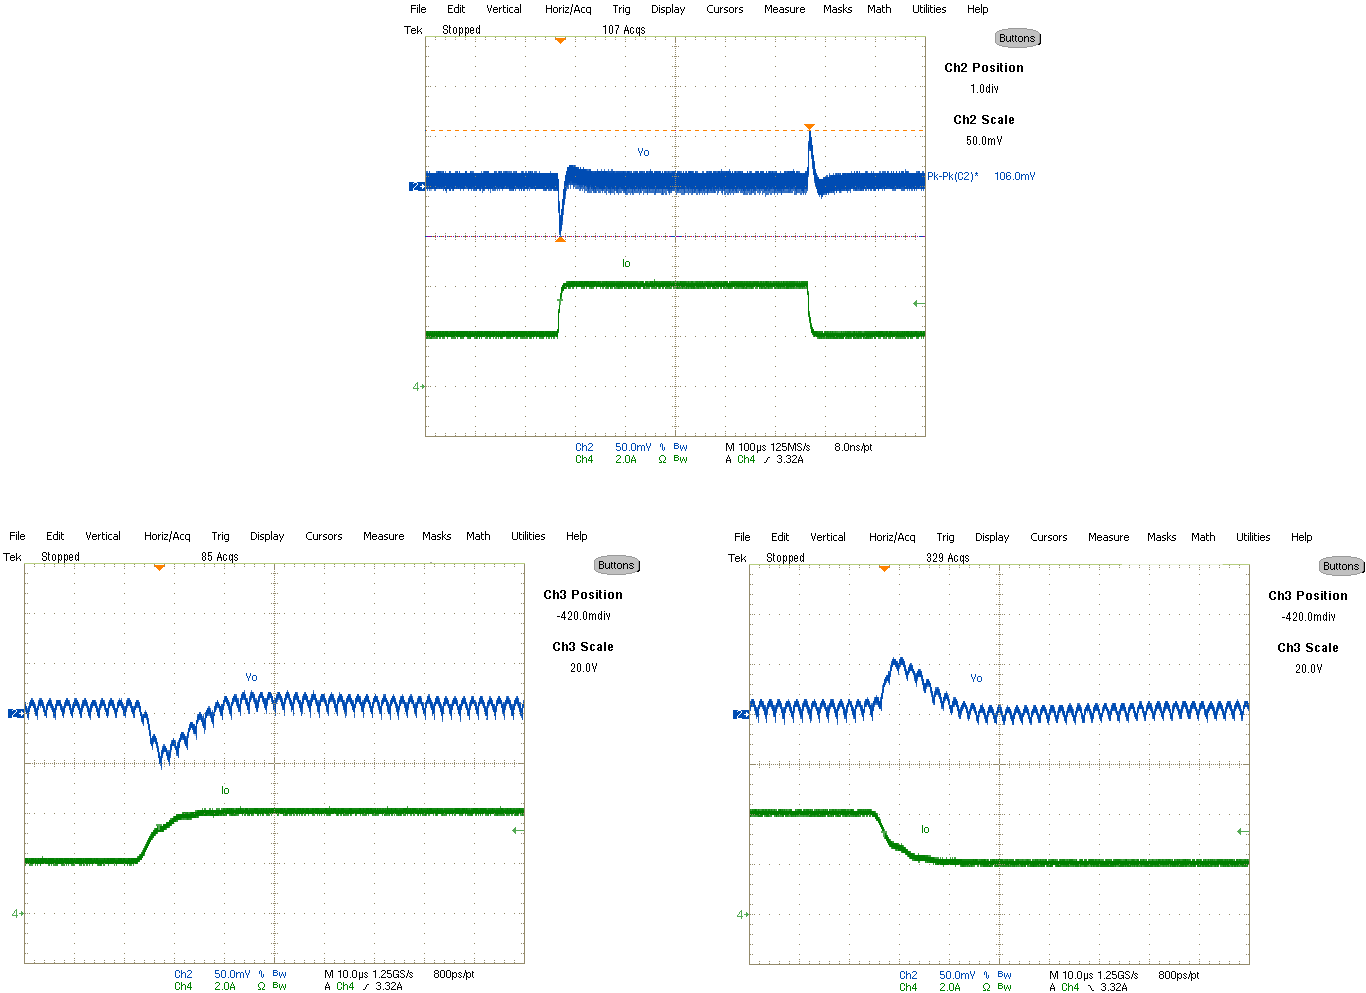 File Edit Vertical Horiz/Acq Trig Display Cursors Measure Masks Math Utilities Help
Tek Stopped 107 Acqs
Buttons
Ch2 Position
1.0div
Ch2 Scale
50.0mV
Vo
2
Pk-Pk(C2)* 106.0mV
Io
4
Ch2 50.0mV % Bw M 100µs 125MS/s 8.0ns/pt
Ch4 2.0A Ω Bw A Ch4 3.32A
File Edit Vertical Horiz/Acq Trig Display Cursors Measure Masks Math Utilities Help
Tek Stopped 85 Acqs
Buttons
Ch3 Position
-420.0mdiv
Ch3 Scale
20.0V
Vo
2
Io
4
Ch2 50.0mV % Bw M 10.0µs 1.25GS/s 800ps/pt
Ch4 2.0A Ω Bw A Ch4 3.32A
File Edit Vertical Horiz/Acq Trig Display Cursors Measure Masks Math Utilities Help
Tek Stopped 329 Acqs
Buttons
Ch3 Position
-420.0mdiv
Ch3 Scale
20.0V
Vo
2
Io
4
Ch2 50.0mV % Bw M 10.0µs 1.25GS/s 800ps/pt
Ch4 2.0A Ω Bw A Ch4 3.32A